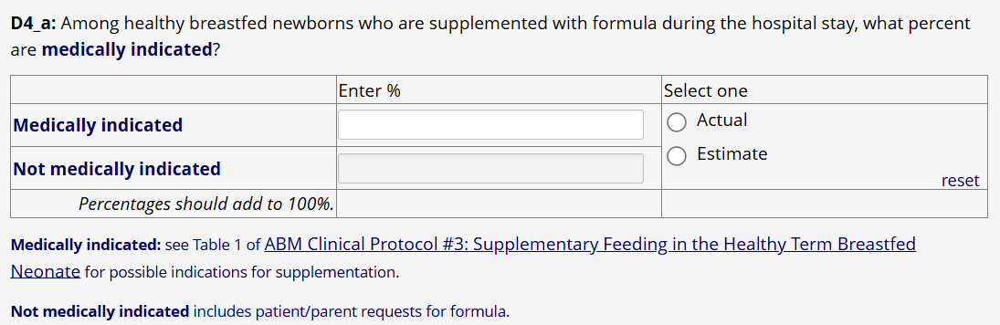 D4_a: Among healthy breastfed newborns who are supplemented with formula during the hospital stay, what percent
are medically indicated?
Enter %
Select one
Medically indicated
Actual
Estimate
Not medically indicated
reset
Percentages should add to 100%.
Medically indicated: see Table 1 of ABM Clinical Protocol #3: Supplementary Feeding in the Healthy Term Breastfed
Neonate for possible indications for supplementation.
Not medically indicated includes patient/parent requests for formula.